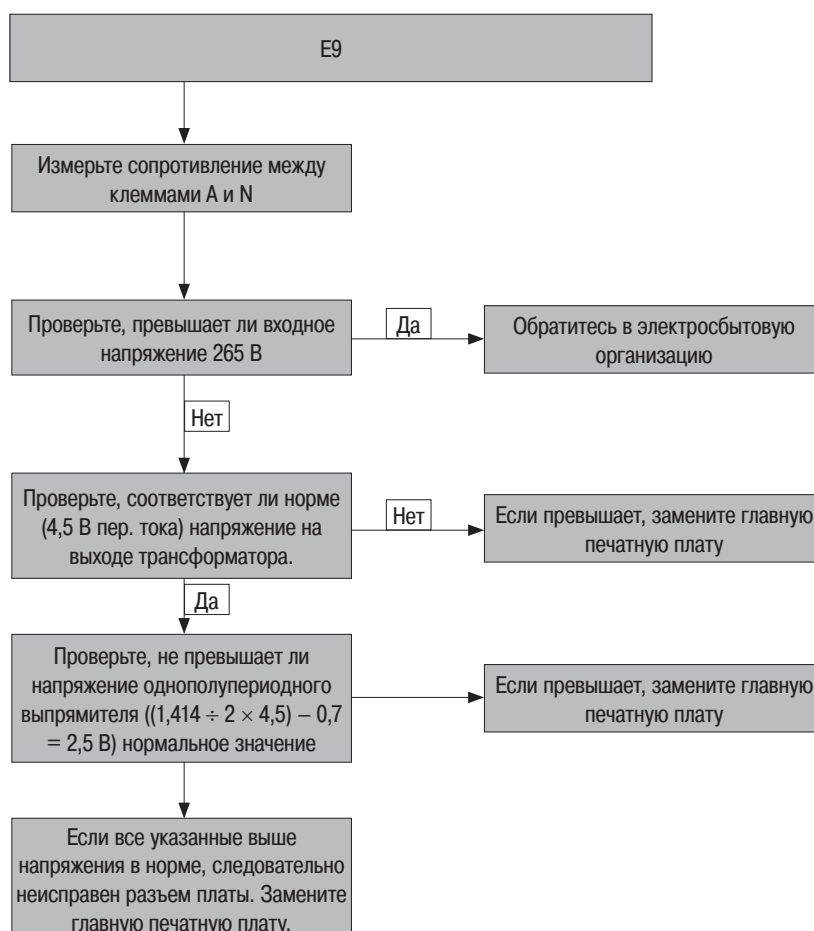 E9
Измерьте сопротивление между
клеммами A и N
Проверьте, превышает ли входное
напряжение 265 В
Да
Обратитесь в электросбытовую
организацию
Нет
Проверьте, соответствует ли норме
(4,5 В пер. тока) напряжение на
выходе трансформатора.
Нет
Если превышает, замените главную
печатную плату
Да
Проверьте, не превышает ли
напряжение однополупериодного
выпрямителя ((1,414 ÷ 2 × 4,5) – 0,7
= 2,5 В) нормальное значение
Если превышает, замените главную
печатную плату
Если все указанные выше
напряжения в норме, следовательно
неисправен разъем платы. Замените
главную печатную плату.